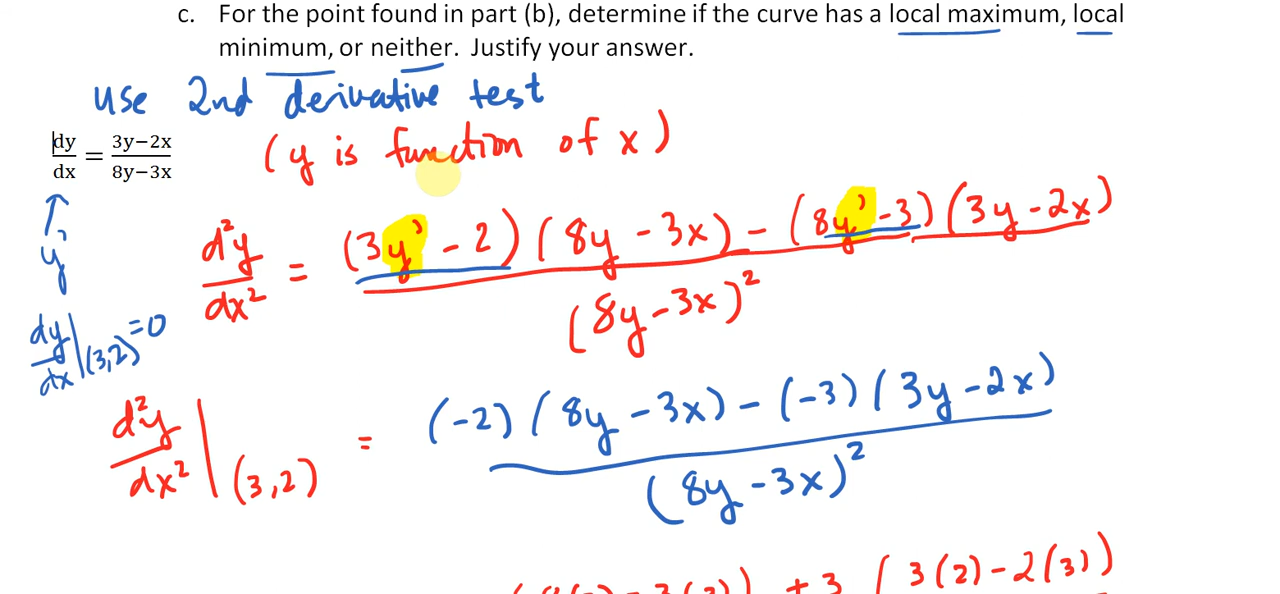 c. For the point found in part (b), determine if the curve has a local maximum, local
minimum, or neither. Justify your answer.
use 2nd derivative test
dy/dx = 3y−2x/8y−3x
(y is function of x)
↑
y'
d²y/dx² = (3y' - 2)(8y - 3x) - (8y' - 3)(3y - 2x)
(8y - 3x)²
dy/dx|(3,2) = 0
d²y/dx²|(3,2) = (-2)(8y - 3x) - (-3)(3y - 2x)
(8y - 3x)²
+ 3 (3(2) - 2(3))